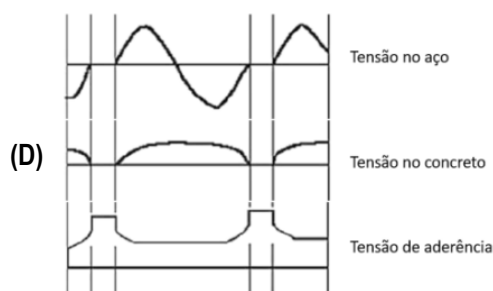 Tensão no aço
(D)
Tensão no concreto
Tensão de aderência